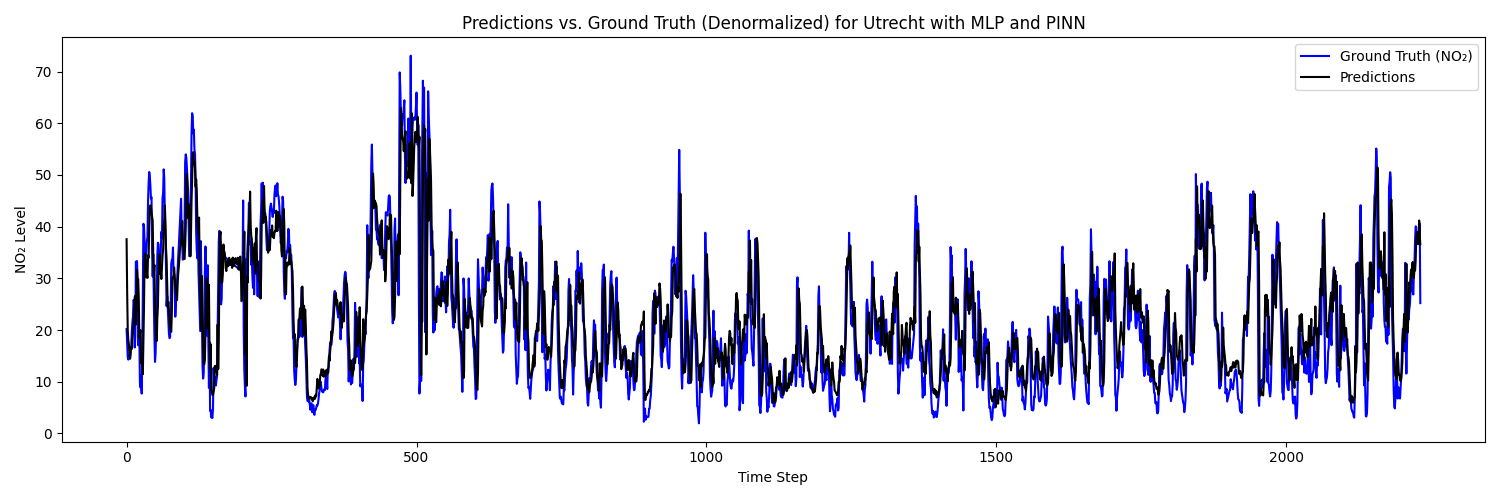 Predictions vs. Ground Truth (Denormalized) for Utrecht with MLP and PINN
Ground Truth (NO₂)
Predictions
NO₂ Level
70
60
50
40
30
20
10
0
0 500 1000 1500 2000
Time Step